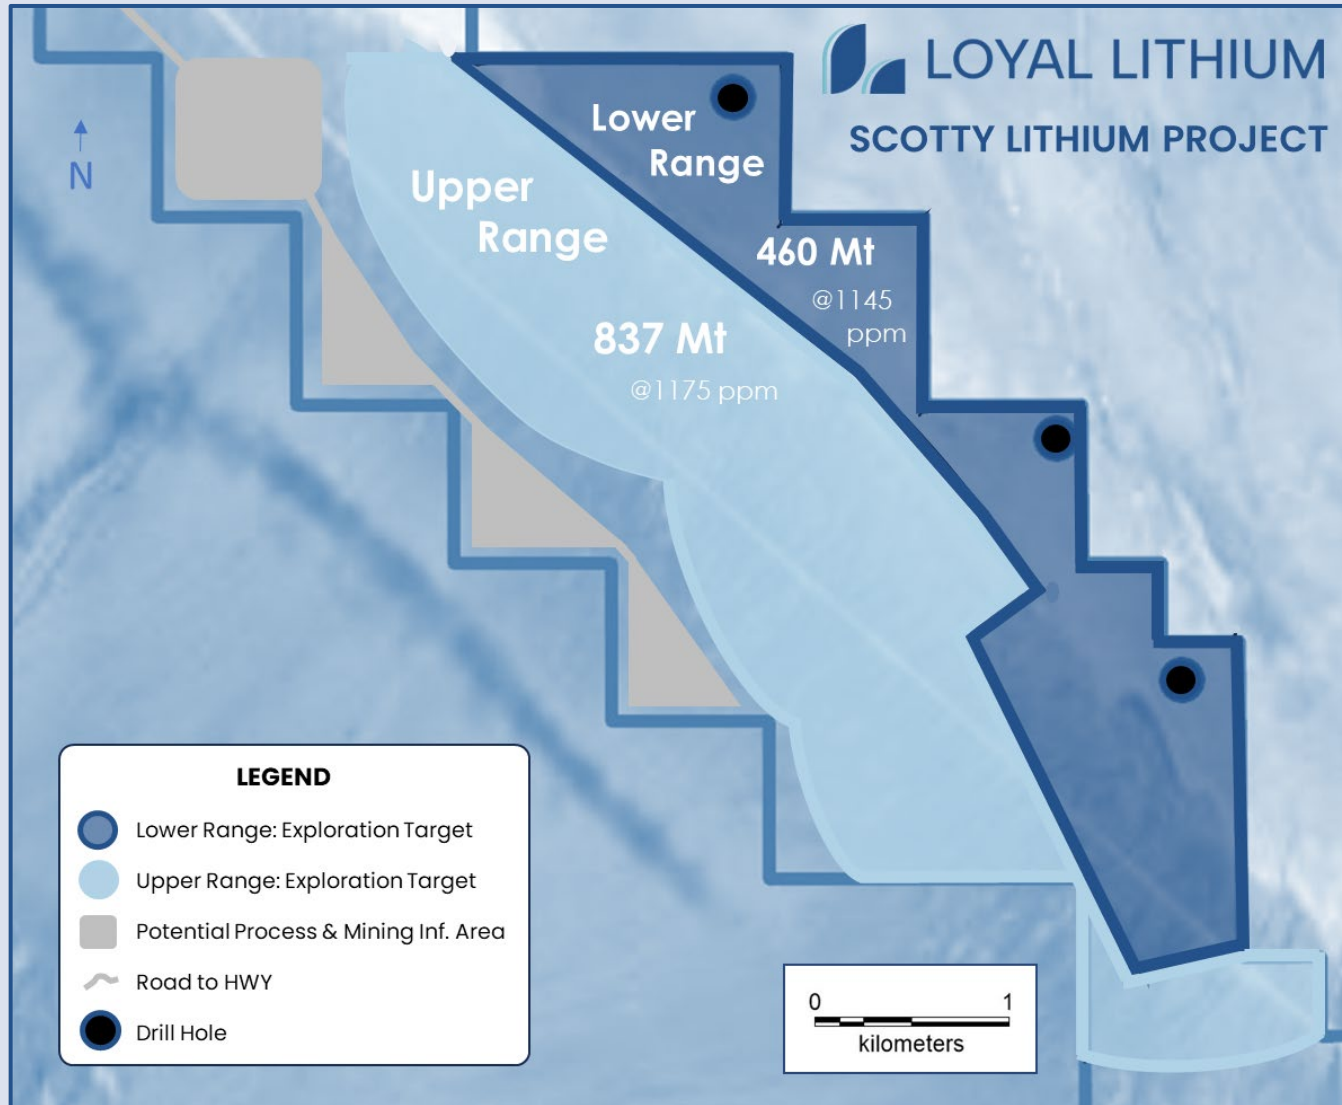 LOYAL LITHIUM
SCOTTY LITHIUM PROJECT
N
Lower
Range
Upper
Range
460 Mt
@1145
ppm
837 Mt
@1175 ppm
LEGEND
Lower Range: Exploration Target
Upper Range: Exploration Target
Potential Process & Mining Inf. Area
Road to HWY
Drill Hole
0 1
kilometers